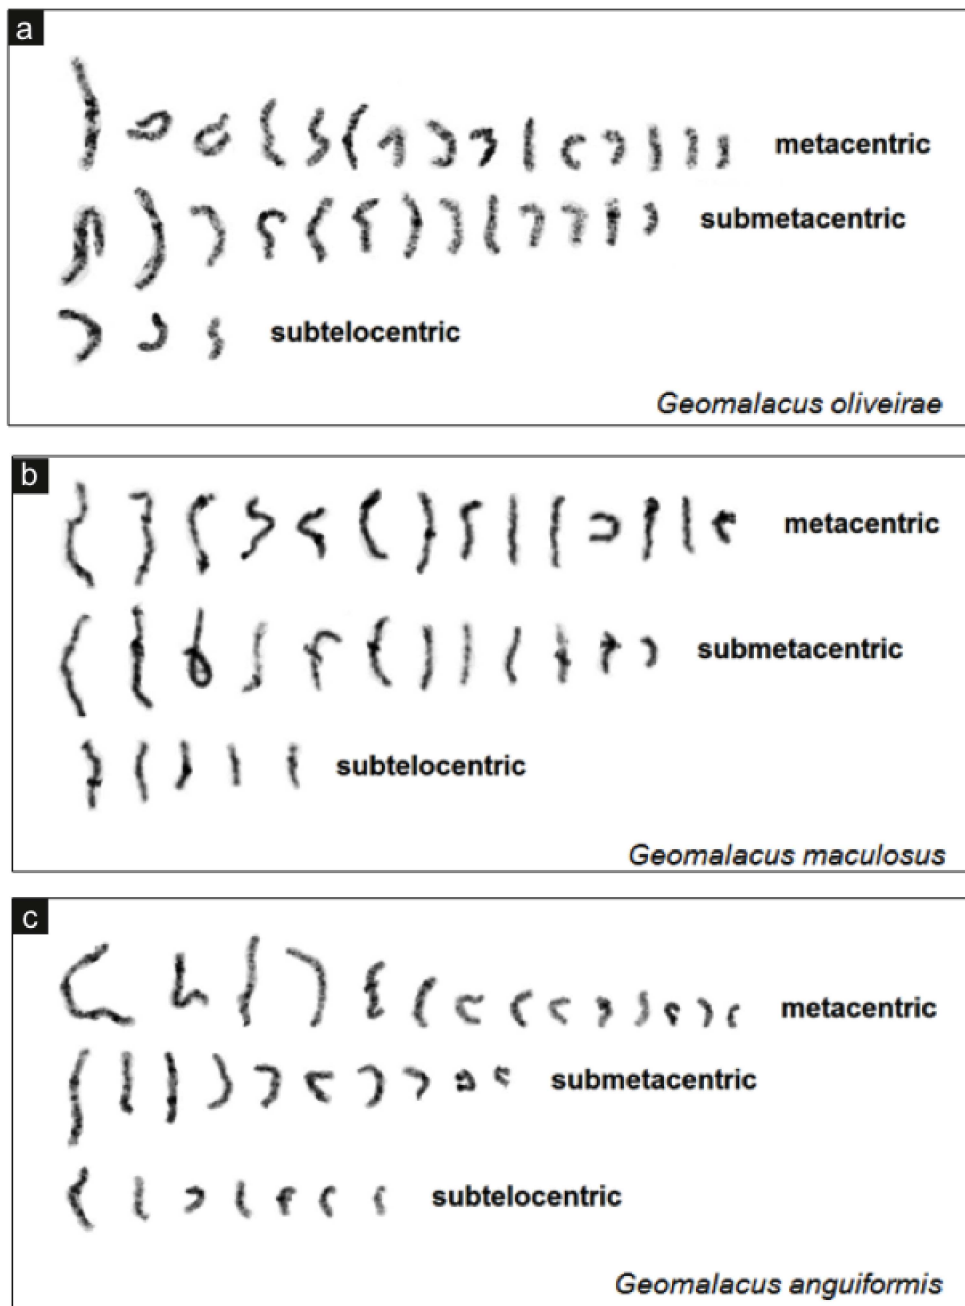 a
metacentric
submetacentric
subtelocentric
Geomalacus oliveirae
b
metacentric
submetacentric
subtelocentric
Geomalacus maculosus
c
metacentric
submetacentric
subtelocentric
Geomalacus anguiformis